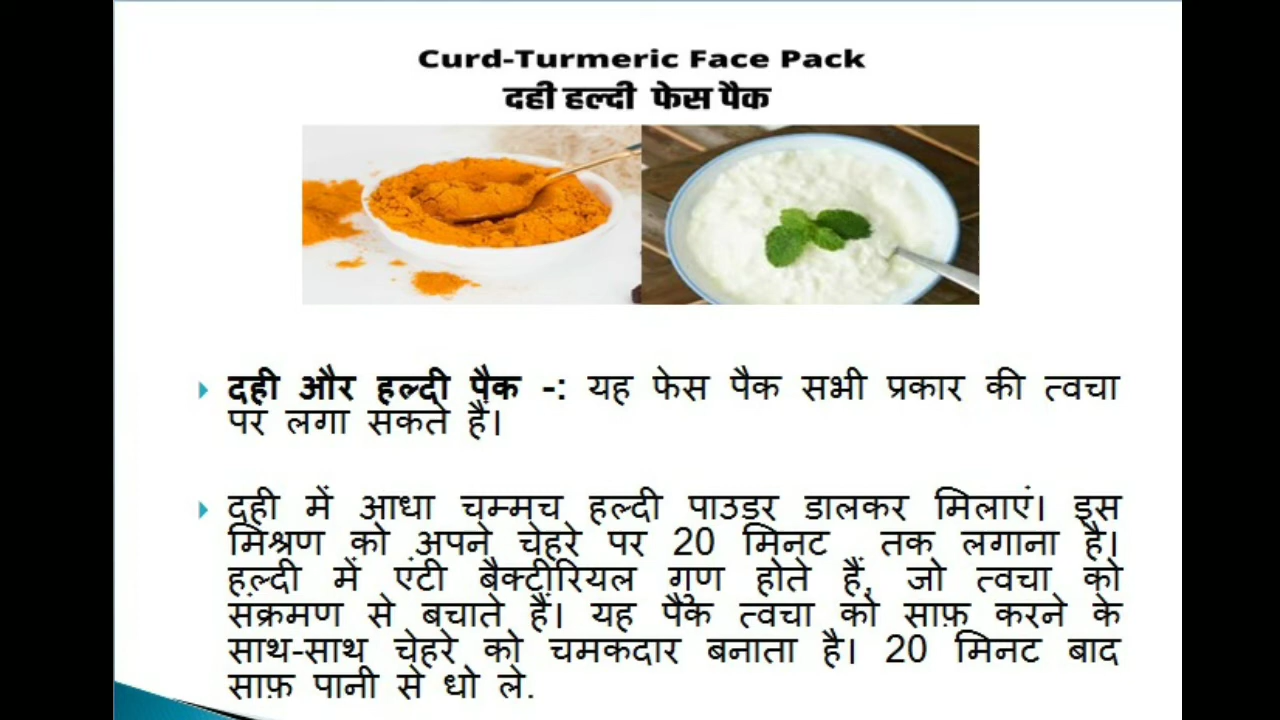 Curd-Turmeric Face Pack
दही हल्दी फेस पैक
दही और हल्दी पैक -: यह फेस पैक सभी प्रकार की त्वचा
पर लगा सकते हैं।
दही में आधा चम्मच हल्दी पाउडर डालकर मिलाएं। इस
मिश्रण को अपने चेहरे पर 20 मिनट तक लगाना है।
हल्दी में एंटी बैक्टीरियल गुण होते हैं, जो त्वचा को
संक्रमण से बचाते हैं। यह पैक त्वचा को साफ़ करने के
साथ-साथ चेहरे को चमकदार बनाता है। 20 मिनट बाद
साफ़ पानी से धो ले.